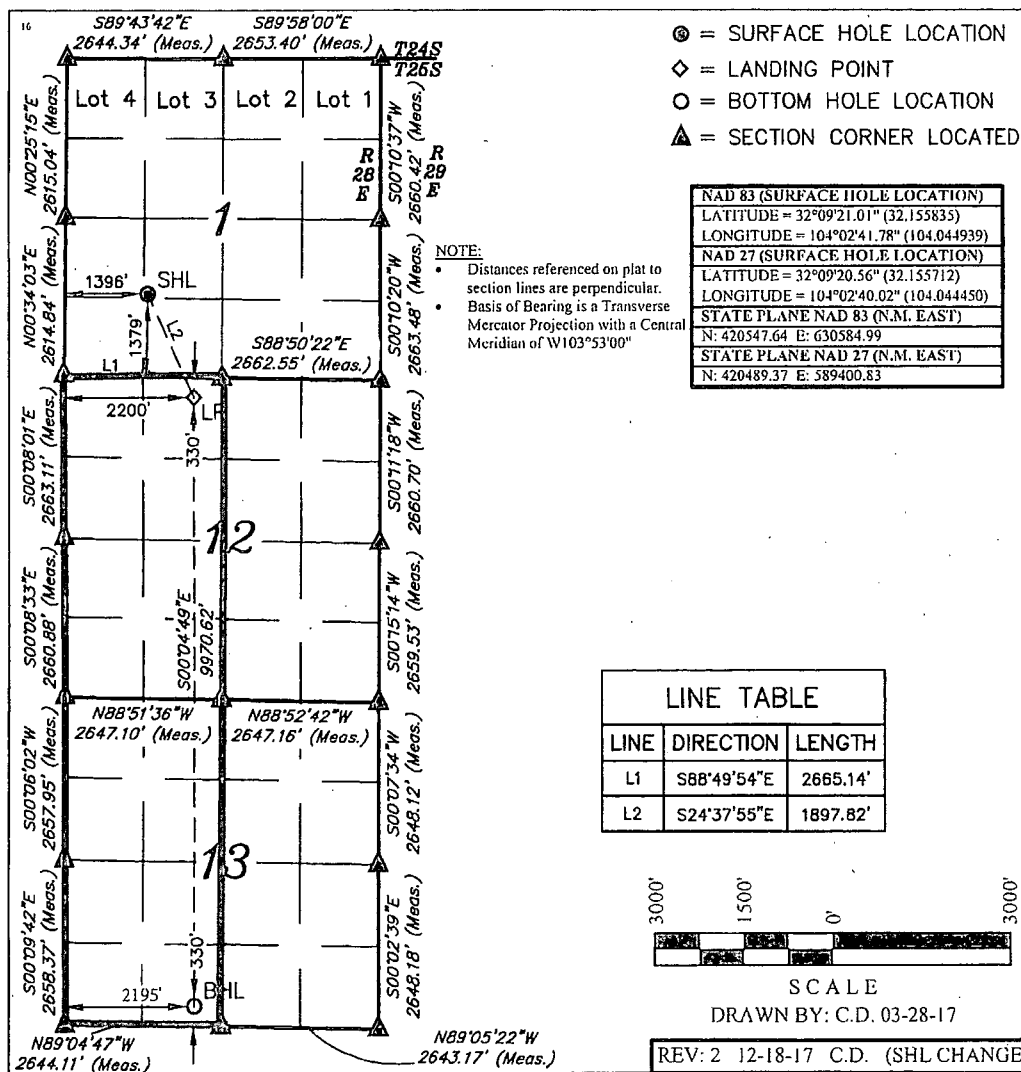 16
S89°43'42"E
2644.34' (Meas.)
S89°58'00"E
2653.40' (Meas.)
T24S
T25S
Lot 4
Lot 3
Lot 2
Lot 1
N00°25'15"E
2615.04' (Meas.)
R
28
E
R
29
E
S00°10'37"W
2660.42' (Meas.)
1
N00°34'03"E
2614.84' (Meas.)
1396'
SHL
1379'
L2
L1
S00°10'20"W
2663.48' (Meas.)
S88°50'22"E
2662.55' (Meas.)
2200'
LP
330'
S00°08'01"E
2663.11' (Meas.)
S00°11'18"W
2660.70' (Meas.)
12
S00°08'33"E
2660.88' (Meas.)
S00°04'49"E
9970.62'
S00°15'14"W
2659.53' (Meas.)
N88°51'36"W
2647.10' (Meas.)
N88°52'42"W
2647.16' (Meas.)
S00°06'02"W
2657.95' (Meas.)
S00°07'34"W
2648.12' (Meas.)
13
S00°09'42"E
2658.37' (Meas.)
330'
2195'
BHL
S00°02'39"E
2648.18' (Meas.)
N89°04'47"W
2644.11' (Meas.)
N89°05'22"W
2643.17' (Meas.)
= SURFACE HOLE LOCATION
= LANDING POINT
= BOTTOM HOLE LOCATION
= SECTION CORNER LOCATED
NOTE:
• Distances referenced on plat to
section lines are perpendicular.
• Basis of Bearing is a Transverse
Mercator Projection with a Central
Meridian of W103°53'00"
NAD 83 (SURFACE HOLE LOCATION)
LATITUDE = 32°09'21.01" (32.155835)
LONGITUDE = 104°02'41.78" (104.044939)
NAD 27 (SURFACE HOLE LOCATION)
LATITUDE = 32°09'20.56" (32.155712)
LONGITUDE = 104°02'40.02" (104.044450)
STATE PLANE NAD 83 (N.M. EAST)
N: 420547.64 E: 630584.99
STATE PLANE NAD 27 (N.M. EAST)
N: 420489.37 E: 589400.83
LINE TABLE
LINE DIRECTION LENGTH
L1 S88°49'54"E 2665.14'
L2 S24°37'55"E 1897.82'
3000' 1500' 0' 3000'
SCALE
DRAWN BY: C.D. 03-28-17
REV: 2 12-18-17 C.D. (SHL CHANGE